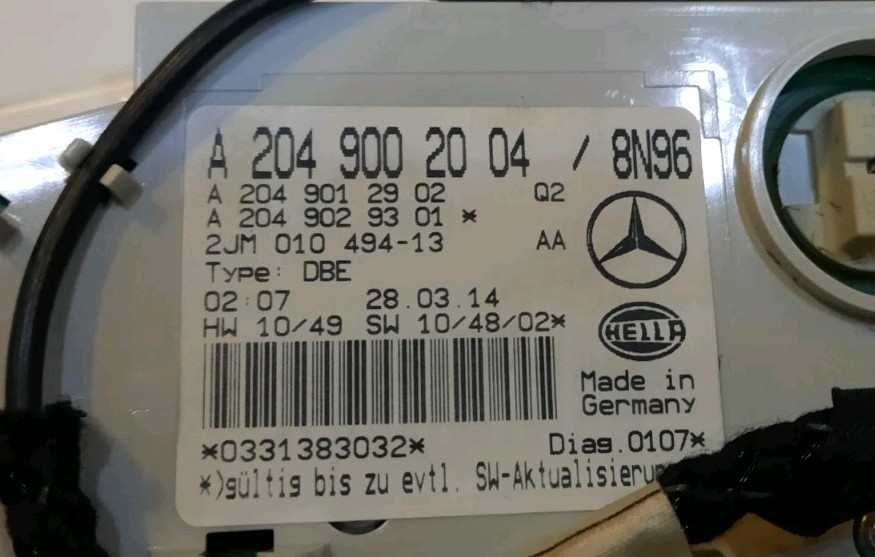 A 204 900 20 04 / 8N96
A 204 901 29 02 Q2
A 204 902 93 01 *
2JM 010 494-13 AA
Type: DBE
02:07 28.03.14
HW 10/49 SW 10/48/02*
HELLA
Made in
Germany
*0331383032* Diag.0107*
*)gültig bis zu evtl. SW-Aktualisierun